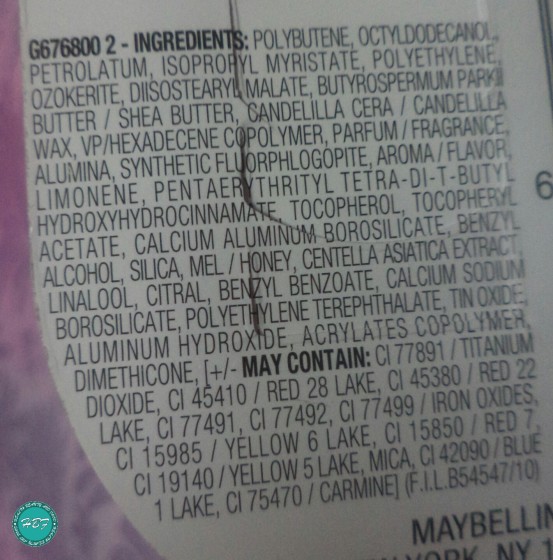 G676800 2 - INGREDIENTS: POLYBUTENE, OCTYLDODECANOL,
PETROLATUM, ISOPROPYL MYRISTATE, POLYETHYLENE,
OZOKERITE, DIISOSTEARYL MALATE, BUTYROSPERMUM PARKII
BUTTER / SHEA BUTTER, CANDELILLA CERA / CANDELILLA
WAX, VP/HEXADECENE COPOLYMER, PARFUM / FRAGRANCE,
ALUMINA, SYNTHETIC FLUORPHLOGOPITE, AROMA / FLAVOR,
LIMONENE, PENTAERYTHRITYL TETRA-DI-T-BUTYL
HYDROXYHYDROCINNAMATE, TOCOPHEROL, TOCOPHERYL
ACETATE, CALCIUM ALUMINUM BOROSILICATE, BENZYL
ALCOHOL, SILICA, MEL / HONEY, CENTELLA ASIATICA EXTRACT,
LINALOOL, CITRAL, BENZYL BENZOATE, CALCIUM SODIUM
BOROSILICATE, POLYETHYLENE TEREPHTHALATE, TIN OXIDE,
ALUMINUM HYDROXIDE, ACRYLATES COPOLYMER,
DIMETHICONE, [+/- MAY CONTAIN: CI 77891 / TITANIUM
DIOXIDE, CI 45410 / RED 28 LAKE, CI 45380 / RED 22
LAKE, CI 77491, CI 77492, CI 77499 / IRON OXIDES,
CI 15985 / YELLOW 6 LAKE, CI 15850 / RED 7,
CI 19140 / YELLOW 5 LAKE, MICA, CI 42090 / BLUE
1 LAKE, CI 75470 / CARMINE] (F.I.L.B54547/10)
6
MAYBELLIN
YORK, NY 1
HBF